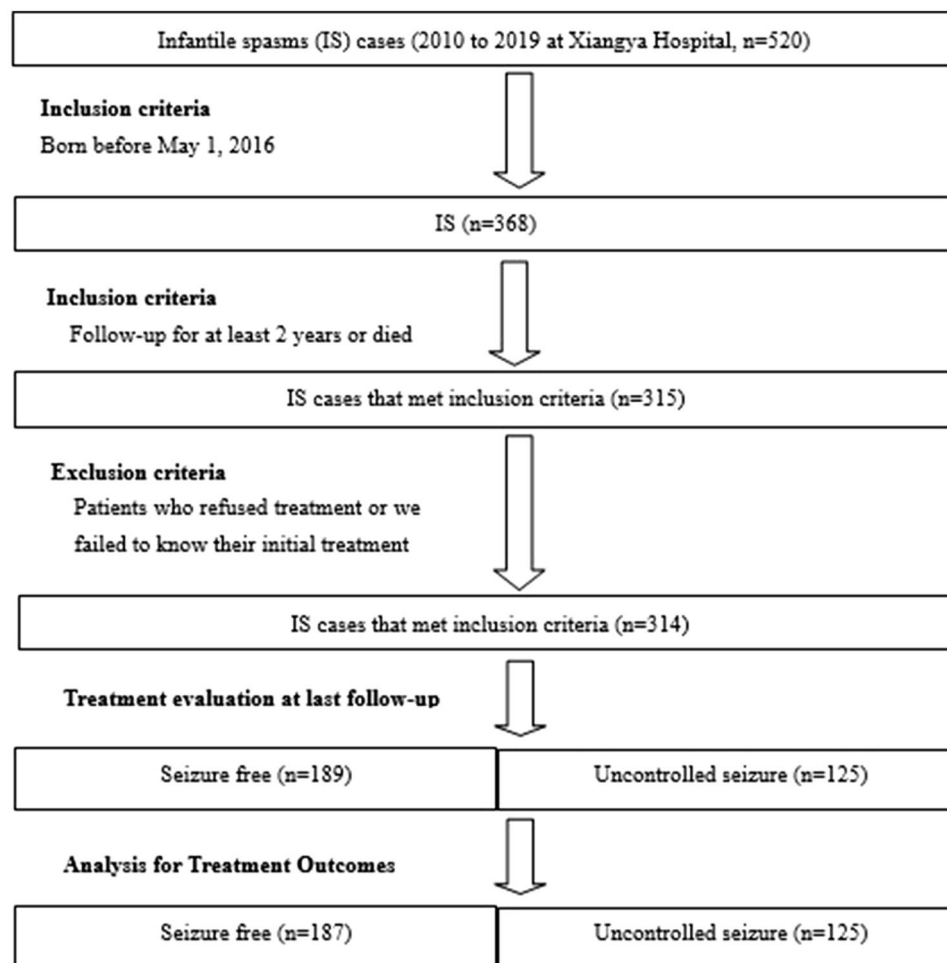 Infantile spasms (IS) cases (2010 to 2019 at Xiangya Hospital, n=520)
Inclusion criteria
Born before May 1, 2016
IS (n=368)
Inclusion criteria
Follow-up for at least 2 years or died
IS cases that met inclusion criteria (n=315)
Exclusion criteria
Patients who refused treatment or we
failed to know their initial treatment
IS cases that met inclusion criteria (n=314)
Treatment evaluation at last follow-up
Seizure free (n=189)
Uncontrolled seizure (n=125)
Analysis for Treatment Outcomes
Seizure free (n=187)
Uncontrolled seizure (n=125)